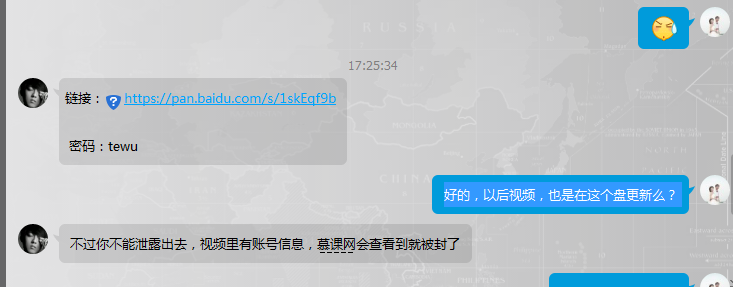 RUSSIA
17:25:34
链接：https://pan.baidu.com/s/1skEqf9b
密码：tewu
CHINA
好的，以后视频，也是在这个盘更新么？
不过你不能泄露出去，视频里有账号信息，慕课网会查看到就被封了